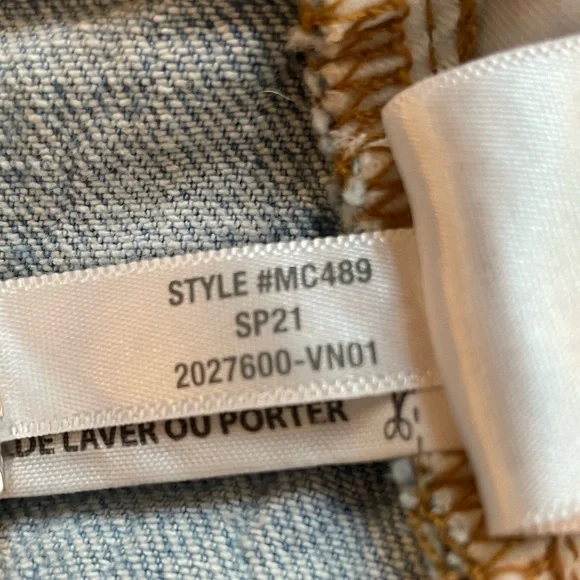 STYLE #MC489
SP21
2027600-VN01
DE LAVER OU PORTER